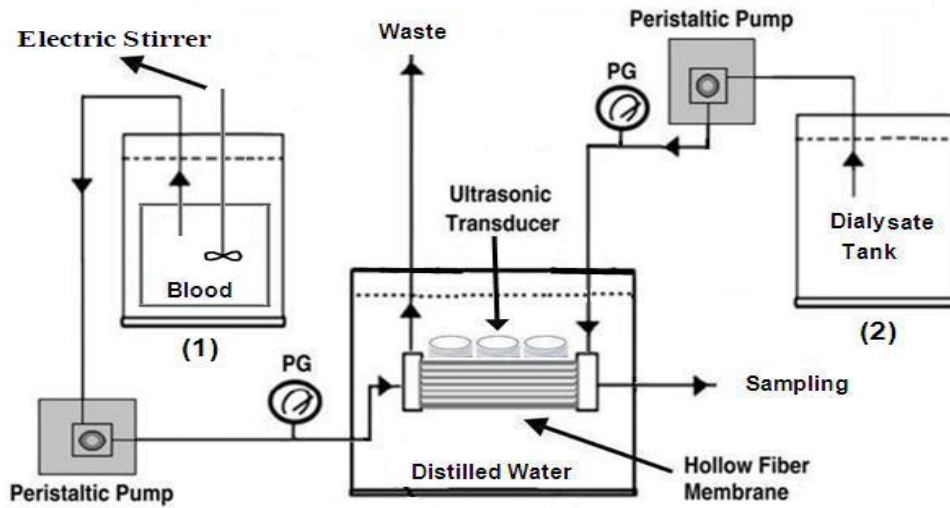 Electric Stirrer
Waste
Peristaltic Pump
PG
Ultrasonic
Transducer
Dialysate
Tank
Blood
(1)
(2)
PG
Sampling
Distilled Water
Hollow Fiber
Membrane
Peristaltic Pump